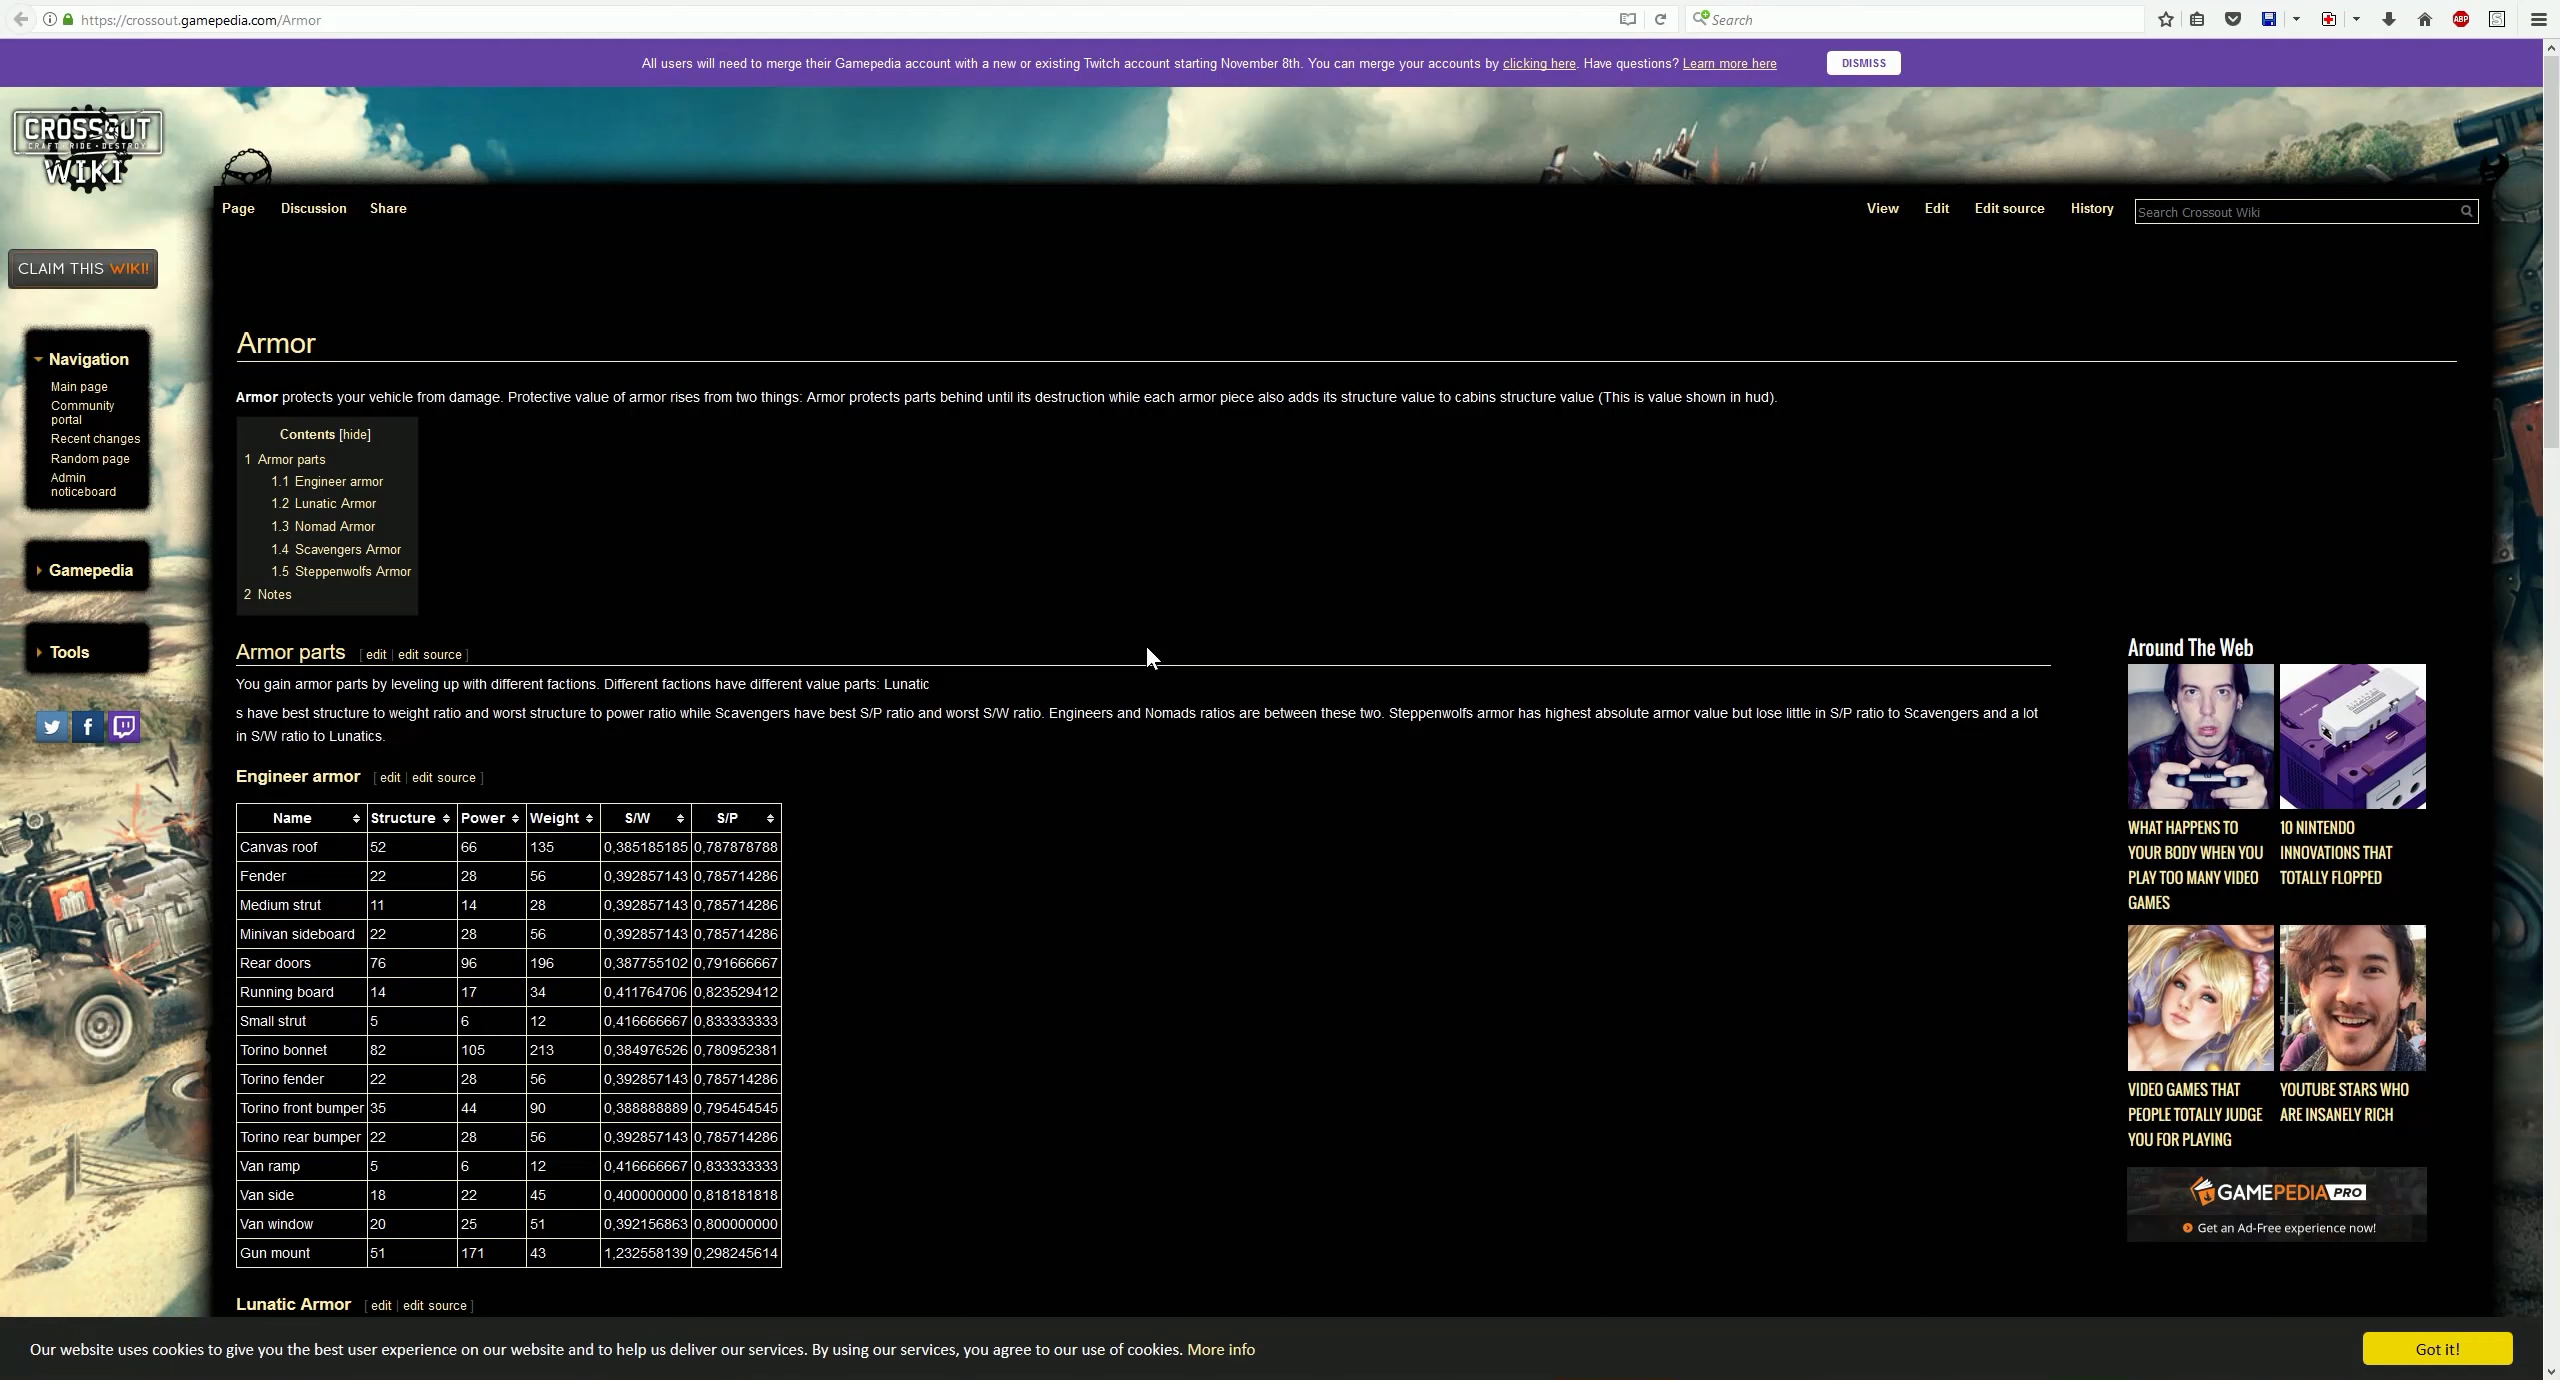 https://crossout.gamepedia.com/Armor
Search
ABP
All users will need to merge their Gamepedia account with a new or existing Twitch account starting November 8th. You can merge your accounts by clicking here. Have questions? Learn more here
DISMISS
CROSSOUT
CRAFT · RIDE · DESTROY
WIKI
Page Discussion Share
View Edit Edit source History
Search Crossout Wiki
CLAIM THIS WIKI!
Navigation
Main page
Community
portal
Recent changes
Random page
Admin
noticeboard
Gamepedia
Tools
Armor
Armor protects your vehicle from damage. Protective value of armor rises from two things: Armor protects parts behind until its destruction while each armor piece also adds its structure value to cabins structure value (This is value shown in hud).
Contents [hide]
1 Armor parts
1.1 Engineer armor
1.2 Lunatic Armor
1.3 Nomad Armor
1.4 Scavengers Armor
1.5 Steppenwolfs Armor
2 Notes
Armor parts [ edit | edit source ]
You gain armor parts by leveling up with different factions. Different factions have different value parts: Lunatic
s have best structure to weight ratio and worst structure to power ratio while Scavengers have best S/P ratio and worst S/W ratio. Engineers and Nomads ratios are between these two. Steppenwolfs armor has highest absolute armor value but lose little in S/P ratio to Scavengers and a lot
in S/W ratio to Lunatics.
Engineer armor [ edit | edit source ]
Name Structure Power Weight S/W S/P
Canvas roof 52 66 135 0,385185185 0,787878788
Fender 22 28 56 0,392857143 0,785714286
Medium strut 11 14 28 0,392857143 0,785714286
Minivan sideboard 22 28 56 0,392857143 0,785714286
Rear doors 76 96 196 0,387755102 0,791666667
Running board 14 17 34 0,411764706 0,823529412
Small strut 5 6 12 0,416666667 0,833333333
Torino bonnet 82 105 213 0,384976526 0,780952381
Torino fender 22 28 56 0,392857143 0,785714286
Torino front bumper 35 44 90 0,388888889 0,795454545
Torino rear bumper 22 28 56 0,392857143 0,785714286
Van ramp 5 6 12 0,416666667 0,833333333
Van side 18 22 45 0,400000000 0,818181818
Van window 20 25 51 0,392156863 0,800000000
Gun mount 51 171 43 1,232558139 0,298245614
Lunatic Armor [ edit | edit source ]
Around The Web
WHAT HAPPENS TO
YOUR BODY WHEN YOU
PLAY TOO MANY VIDEO
GAMES
10 NINTENDO
INNOVATIONS THAT
TOTALLY FLOPPED
VIDEO GAMES THAT
PEOPLE TOTALLY JUDGE
YOU FOR PLAYING
YOUTUBE STARS WHO
ARE INSANELY RICH
GAMEPEDIA PRO
Get an Ad-Free experience now!
Our website uses cookies to give you the best user experience on our website and to help us deliver our services. By using our services, you agree to our use of cookies. More info
Got it!